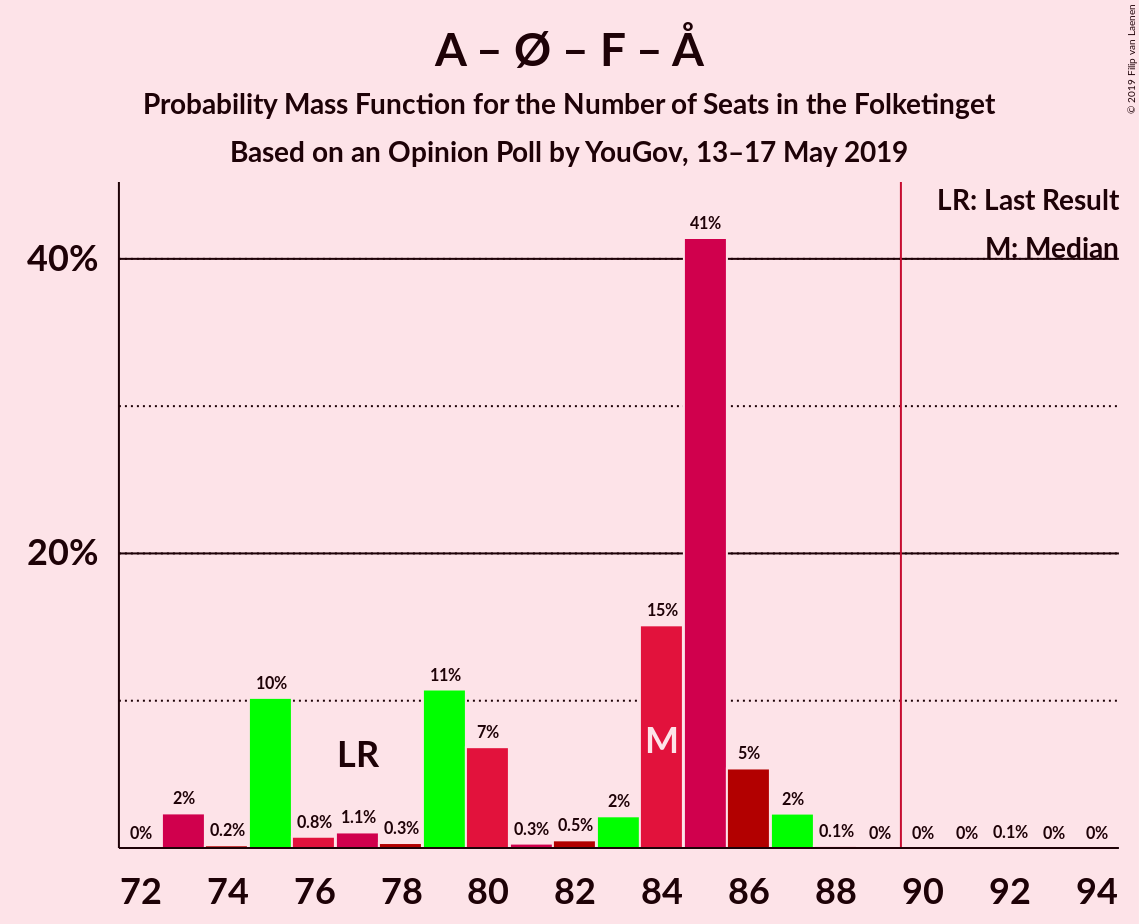 A – Ø – F – Å
Probability Mass Function for the Number of Seats in the Folketinget
Based on an Opinion Poll by YouGov, 13–17 May 2019
© 2019 Filip van Laenen
LR: Last Result
M: Median
40%
20%
0%
2%
0.2%
10%
0.8%
1.1%
0.3%
11%
7%
0.3%
0.5%
2%
15%
41%
5%
2%
0.1%
0%
0%
0%
0.1%
0%
0%
LR
M
72 74 76 78 80 82 84 86 88 90 92 94